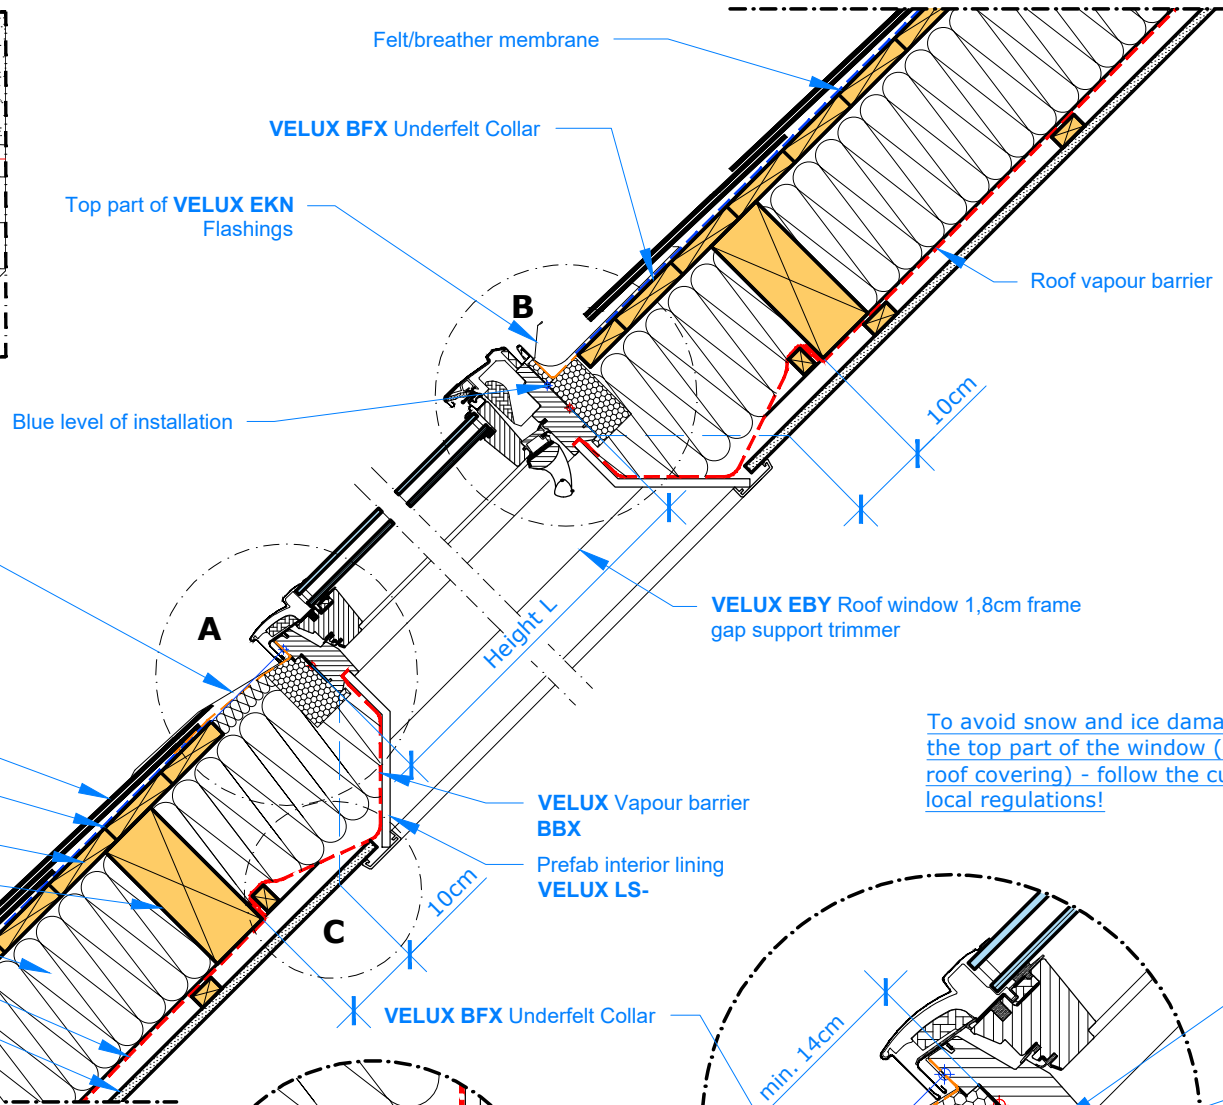 Felt/breather membrane
VELUX BFX Underfelt Collar
Top part of VELUX EKN
Flashings
B
Roof vapour barrier
Blue level of installation
10cm
A
VELUX EBY Roof window 1,8cm frame
gap support trimmer
Height L
To avoid snow and ice dama
the top part of the window (
roof covering) - follow the cu
local regulations!
VELUX Vapour barrier
BBX
Prefab interior lining
VELUX LS-
10cm
C
VELUX BFX Underfelt Collar
min. 14cm